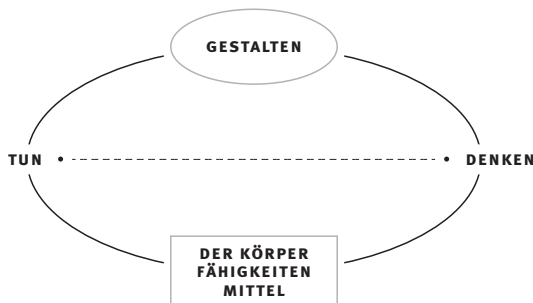 GESTALTEN
TUN
DENKEN
DER KÖRPER
FÄHIGKEITEN
MITTEL